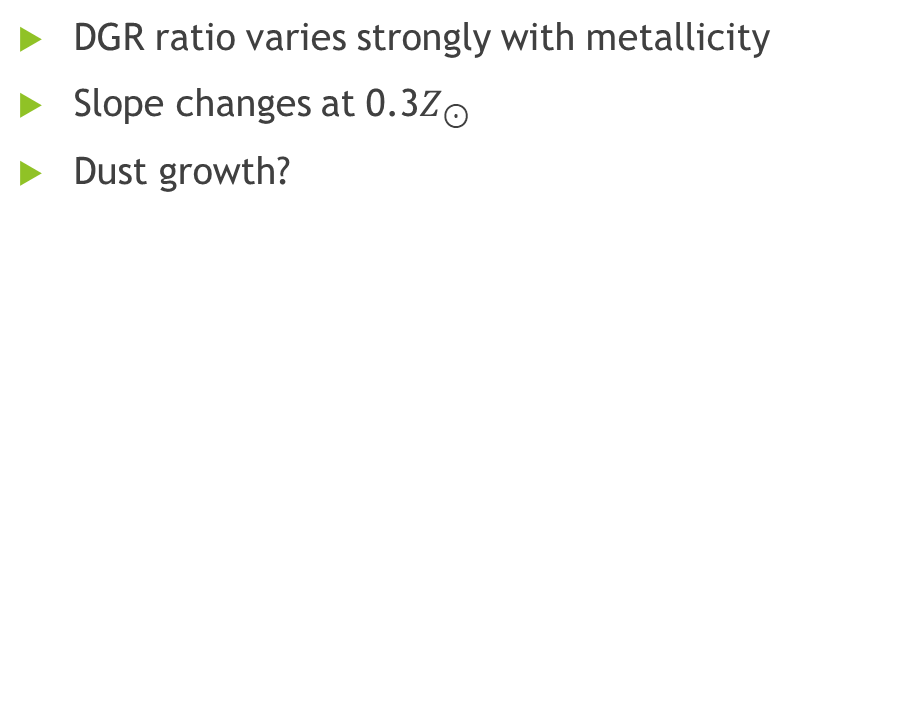 DGR ratio varies strongly with metallicity
Slope changes at 0.3𝑍⊙
Dust growth?